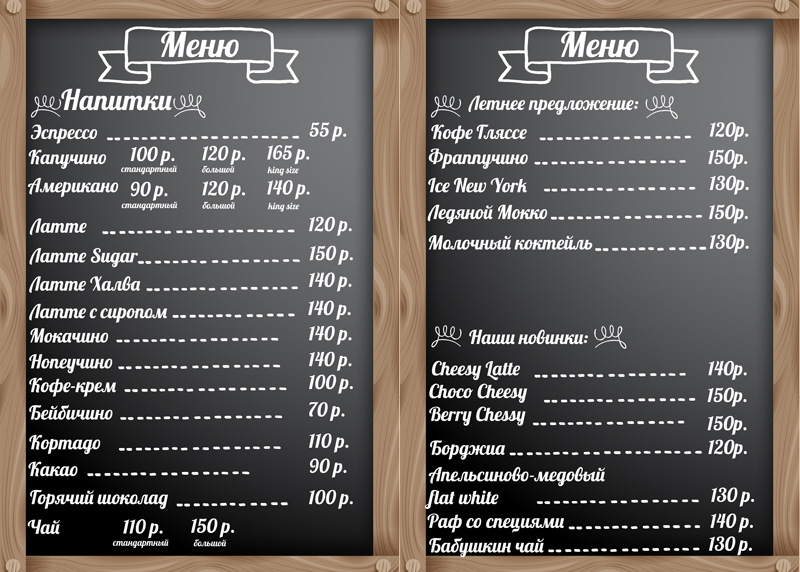 Меню
Напитки
Эспрессо 55 р.
Капучино 100 р. 120 р. 165 р.
стандартный большой king size
Американо 90 р. 120 р. 140 р.
стандартный большой king size
Латте 120 р.
Латте Sugar 150 р.
Латте Халва 140 р.
Латте с сиропом 140 р.
Мокачино 140 р.
Нопеучино 140 р.
Кофе-крем 100 р.
Бейбичино 70 р.
Кортадо 110 р.
Какао 90 р.
Горячий шоколад 100 р.
Чай 110 р. 150 р.
стандартный большой
Меню
Летнее предложение:
Кофе Гляссе 120р.
Фраппучино 150р.
Ice New York 130р.
Ледяной Мокко 150р.
Молочный коктейль 130р.
Наши новинки:
Cheesy Latte 140р.
Choco Cheesy 150р.
Berry Chessy 150р.
Борджиа 120р.
Апельсиново-медовый
flat white 130 р.
Раф со специями 140 р.
Бабушкин чай 130 р.